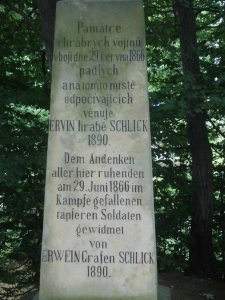 Památce
chrabrých vojínů
v boji dne 29. června 1866
padlých
a na tomto místě
odpočívajících
věnuje
ERVIN hrabě SCHLICK
1890.
Dem Andenken
aller hier ruhenden
am 29. Juni 1866 im
Kampfe gefallenen
tapferen Soldaten
gewidmet
von
ERWEIN Grafen SCHLICK
1890.